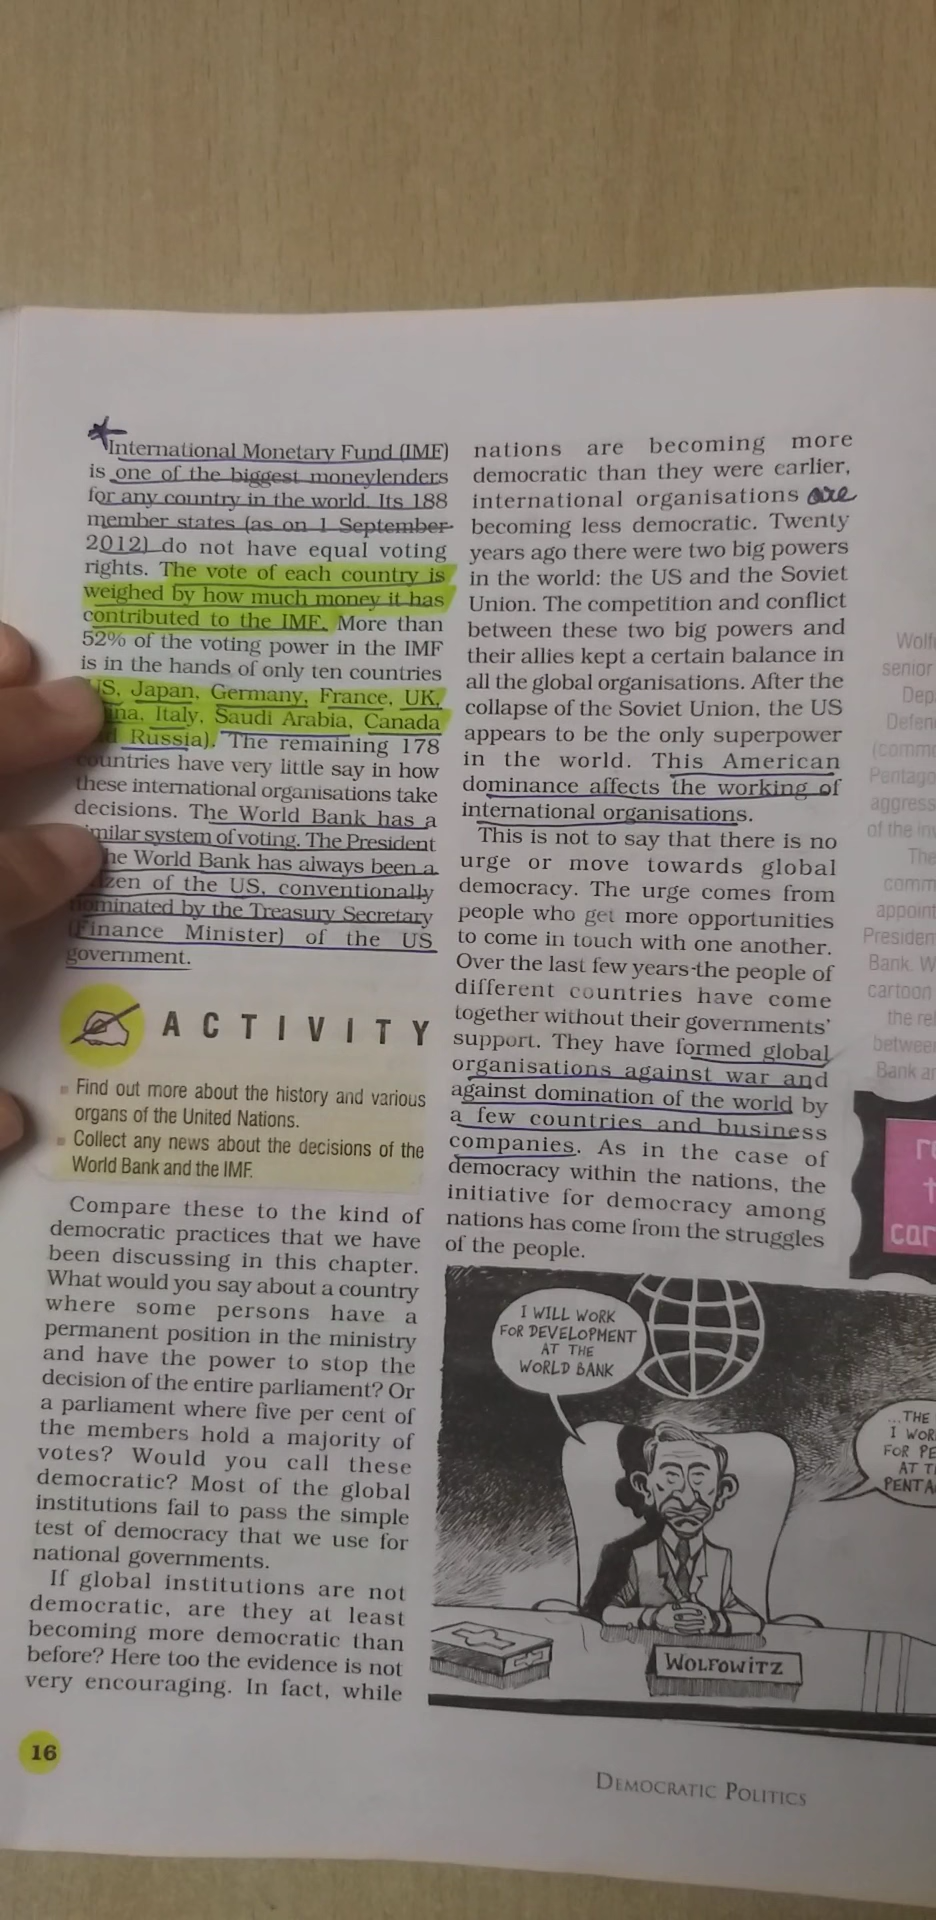 International Monetary Fund (IMF)
is one of the biggest moneylenders
for any country in the world. Its 188
member states (as on 1 September
2012) do not have equal voting
rights. The vote of each country is
weighed by how much money it has
contributed to the IMF. More than
52% of the voting power in the IMF
is in the hands of only ten countries
US, Japan, Germany, France, UK,
Italy, Saudi Arabia, Canada
Russia). The remaining 178
countries have very little say in how
these international organisations take
decisions. The World Bank has a
similar system of voting. The President
the World Bank has always been a
citizen of the US, conventionally
nominated by the Treasury Secretary
(Finance Minister) of the US
government.
ACTIVITY
Find out more about the history and various
organs of the United Nations.
Collect any news about the decisions of the
World Bank and the IMF.
Compare these to the kind of
democratic practices that we have
been discussing in this chapter.
What would you say about a country
where some persons have a
permanent position in the ministry
and have the power to stop the
decision of the entire parliament? Or
a parliament where five per cent of
the members hold a majority of
votes? Would you call these
democratic? Most of the global
institutions fail to pass the simple
test of democracy that we use for
national governments.
If global institutions are not
democratic, are they at least
becoming more democratic than
before? Here too the evidence is not
very encouraging. In fact, while
nations are becoming more
democratic than they were earlier,
international organisations are
becoming less democratic. Twenty
years ago there were two big powers
in the world: the US and the Soviet
Union. The competition and conflict
between these two big powers and
their allies kept a certain balance in
all the global organisations. After the
collapse of the Soviet Union, the US
appears to be the only superpower
in the world. This American
dominance affects the working of
international organisations.
This is not to say that there is no
urge or move towards global
democracy. The urge comes from
people who get more opportunities
to come in touch with one another.
Over the last few years-the people of
different countries have come
together without their governments'
support. They have formed global
organisations against war and
against domination of the world by
a few countries and business
companies. As in the case of
democracy within the nations, the
initiative for democracy among
nations has come from the struggles
of the people.
I WILL WORK
FOR DEVELOPMENT
AT THE
WORLD BANK
WOLFOWITZ
...THE
I WOR
FOR PE
AT T
PENTA
Wolf
senior
Dep
Defen
(comm
Pentago
aggress
of the inv
The
comm
appoint
Presiden
Bank. W
cartoon
the rel
between
Bank ar
re
t
car
16
DEMOCRATIC POLITICS